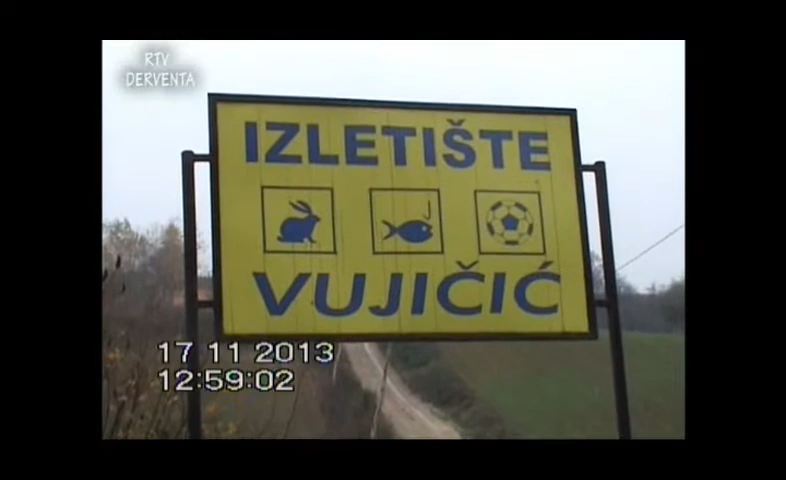 RTV
DERVENTA
IZLETIŠTE
VUJIČIĆ
17 11 2013
12:59:02